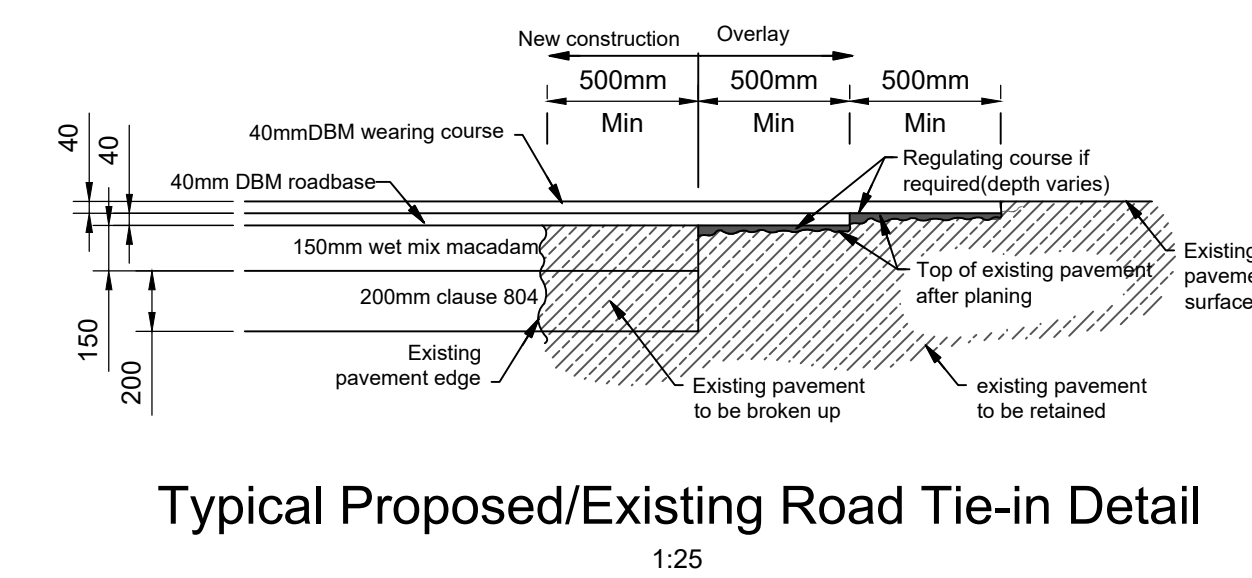 New construction
Overlay
500mm
500mm
500mm
Min
Min
Min
40
40
40mmDBM wearing course
Regulating course if
required(depth varies)
40mm DBM roadbase
150mm wet mix macadam
200mm clause 804
Top of existing pavement
after planing
Existing
paveme
surface
150
200
Existing
pavement edge
Existing pavement
to be broken up
existing pavement
to be retained
Typical Proposed/Existing Road Tie-in Detail
1:25